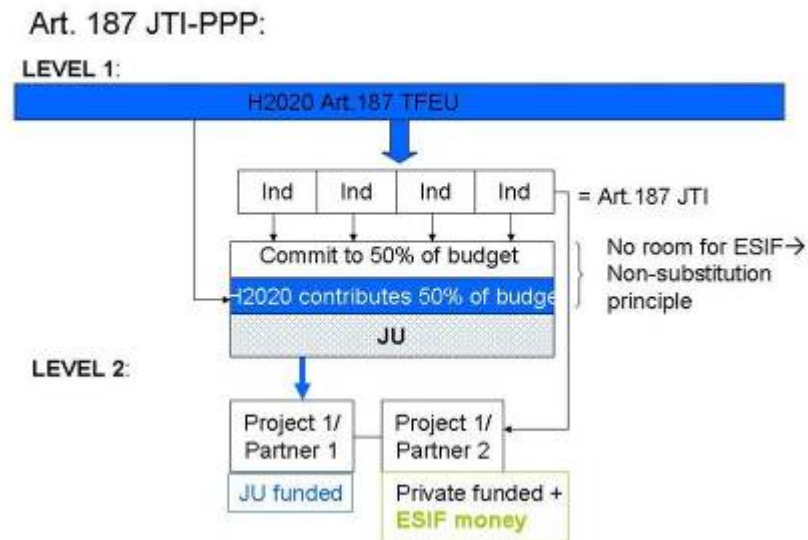 Art. 187 JTI-PPP:
LEVEL 1:
H2020 Art.187 TFEU
Ind Ind Ind Ind
= Art.187 JTI
Commit to 50% of budget
H2020 contributes 50% of budge
JU
No room for ESIF→
Non-substitution
principle
LEVEL 2:
Project 1/
Partner 1
JU funded
Project 1/
Partner 2
Private funded +
ESIF money